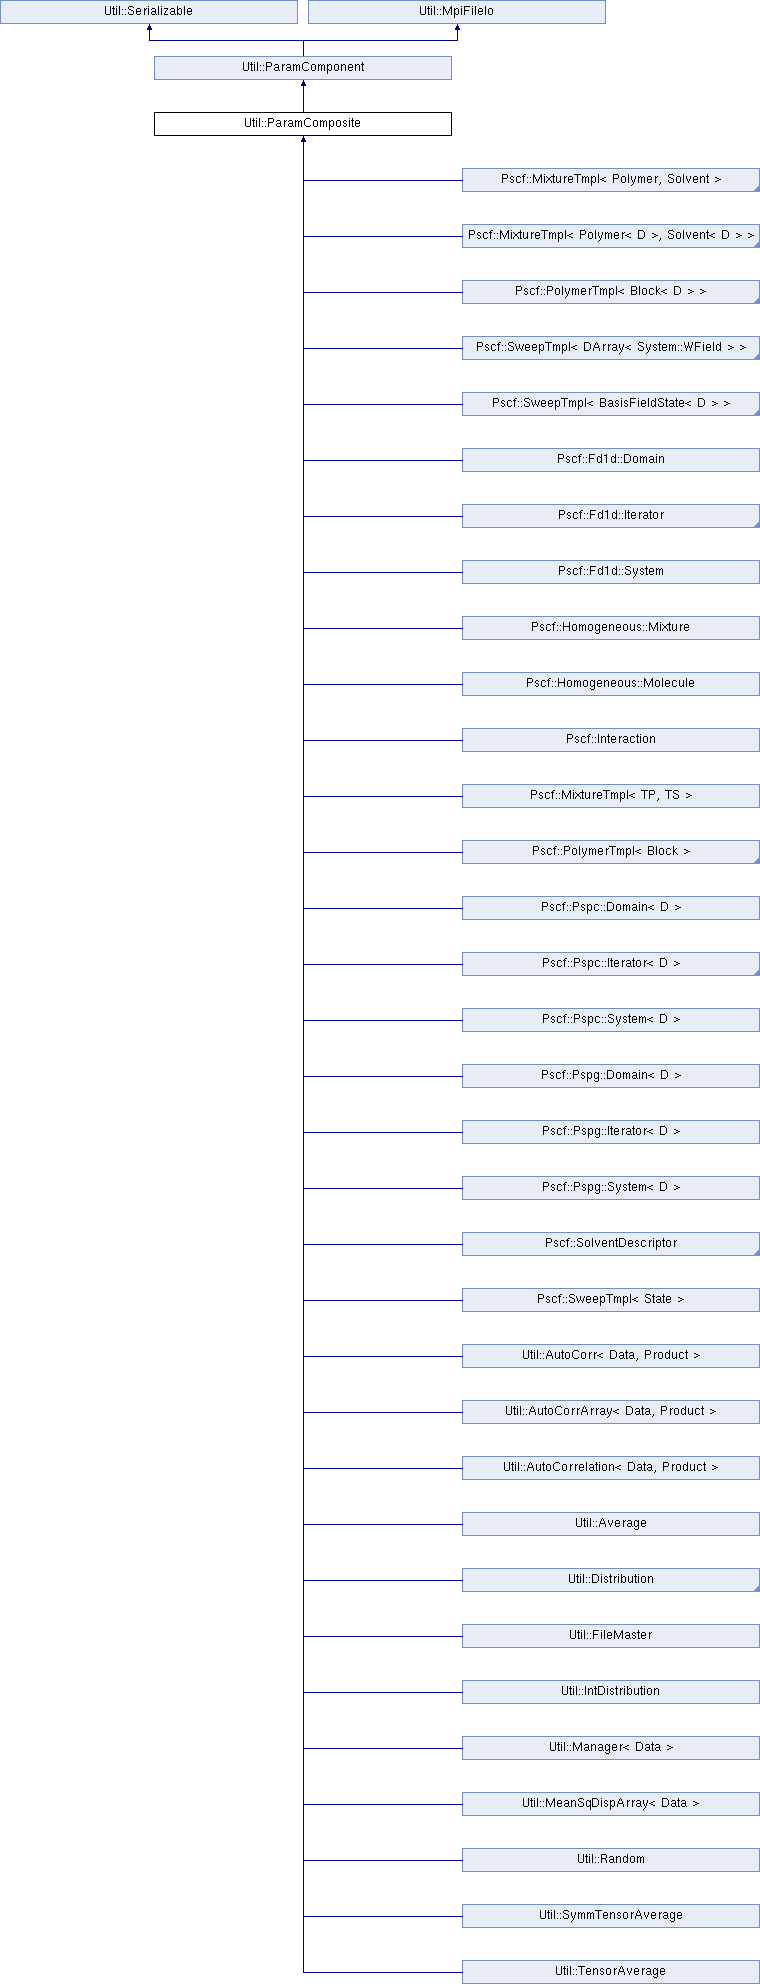 Util::Serializable
Util::MpiFileIo
Util::ParamComponent
Util::ParamComposite
Pscf::MixtureTmpl< Polymer, Solvent >
Pscf::MixtureTmpl< Polymer< D >, Solvent< D > >
Pscf::PolymerTmpl< Block< D > >
Pscf::SweepTmpl< DArray< System::WField > >
Pscf::SweepTmpl< BasisFieldState< D > >
Pscf::Fd1d::Domain
Pscf::Fd1d::Iterator
Pscf::Fd1d::System
Pscf::Homogeneous::Mixture
Pscf::Homogeneous::Molecule
Pscf::Interaction
Pscf::MixtureTmpl< TP, TS >
Pscf::PolymerTmpl< Block >
Pscf::Pspc::Domain< D >
Pscf::Pspc::Iterator< D >
Pscf::Pspc::System< D >
Pscf::Pspg::Domain< D >
Pscf::Pspg::Iterator< D >
Pscf::Pspg::System< D >
Pscf::SolventDescriptor
Pscf::SweepTmpl< State >
Util::AutoCorr< Data, Product >
Util::AutoCorrArray< Data, Product >
Util::AutoCorrelation< Data, Product >
Util::Average
Util::Distribution
Util::FileMaster
Util::IntDistribution
Util::Manager< Data >
Util::MeanSqDispArray< Data >
Util::Random
Util::SymmTensorAverage
Util::TensorAverage